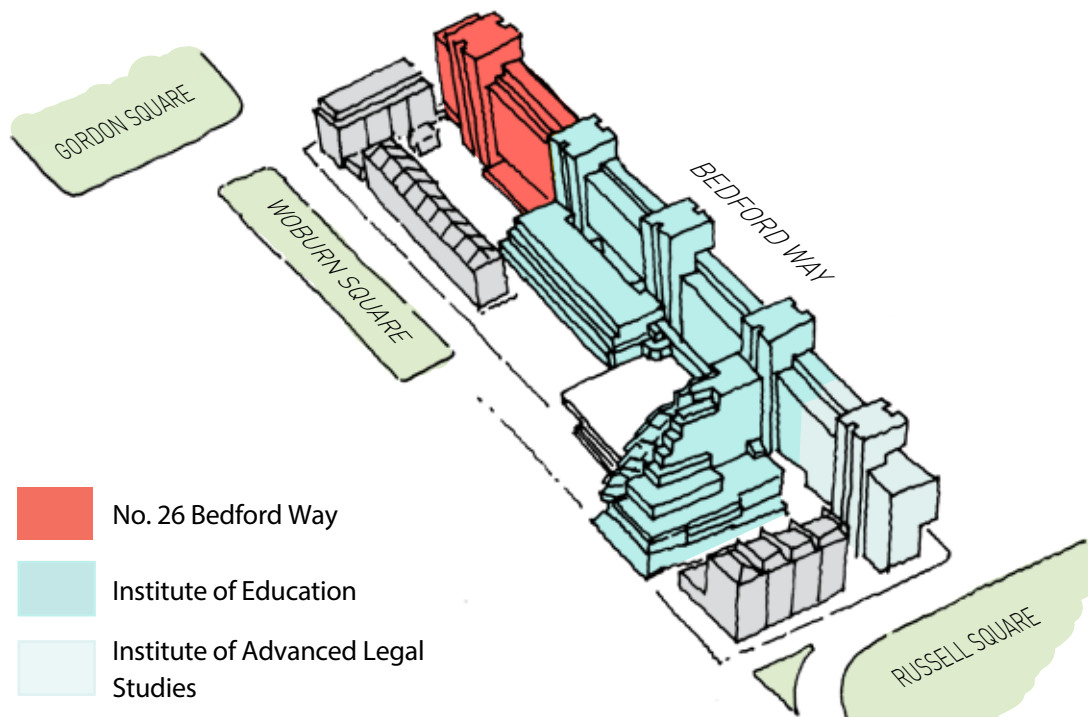 GORDON SQUARE
WOBURN SQUARE
BEDFORD WAY
No. 26 Bedford Way
Institute of Education
Institute of Advanced Legal
Studies
RUSSELL SQUARE